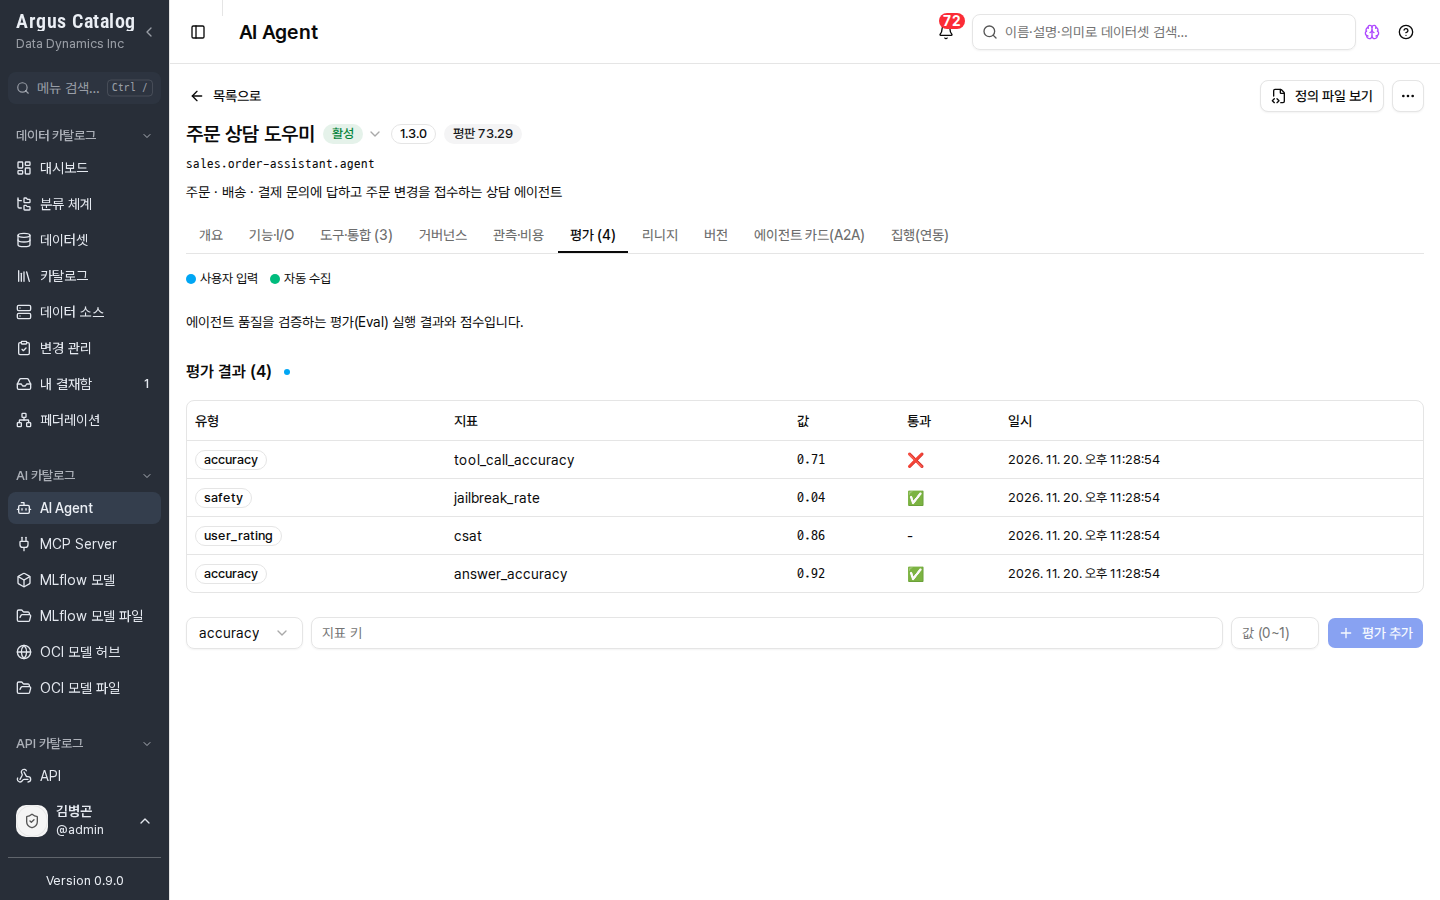 Argus Catalog
Data Dynamics Inc
메뉴 검색... Ctrl /
데이터 카탈로그
대시보드
분류 체계
데이터셋
카탈로그
데이터 소스
변경 관리
내 결재함 1
페더레이션
AI 카탈로그
AI Agent
MCP Server
MLflow 모델
MLflow 모델 파일
OCI 모델 허브
OCI 모델 파일
API 카탈로그
API
김병곤
@admin
Version 0.9.0
AI Agent
72
이름·설명·의미로 데이터셋 검색...
목록으로
정의 파일 보기
주문 상담 도우미 활성 1.3.0 평판 73.29
sales.order-assistant.agent
주문 · 배송 · 결제 문의에 답하고 주문 변경을 접수하는 상담 에이전트
개요 기능·I/O 도구·통합 (3) 거버넌스 관측·비용 평가 (4) 리니지 버전 에이전트 카드(A2A) 집행(연동)
사용자 입력 자동 수집
에이전트 품질을 검증하는 평가(Eval) 실행 결과와 점수입니다.
평가 결과 (4)
유형 지표 값 통과 일시
accuracy tool_call_accuracy 0.71 ❌ 2026. 11. 20. 오후 11:28:54
safety jailbreak_rate 0.04 ✅ 2026. 11. 20. 오후 11:28:54
user_rating csat 0.86 - 2026. 11. 20. 오후 11:28:54
accuracy answer_accuracy 0.92 ✅ 2026. 11. 20. 오후 11:28:54
accuracy 지표 키 값 (0~1) 평가 추가